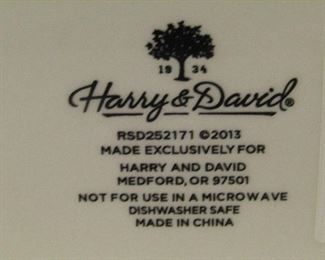 19 34
Harry & David®
RSD252171 ©2013
MADE EXCLUSIVELY FOR
HARRY AND DAVID
MEDFORD, OR 97501
NOT FOR USE IN A MICROWAVE
DISHWASHER SAFE
MADE IN CHINA